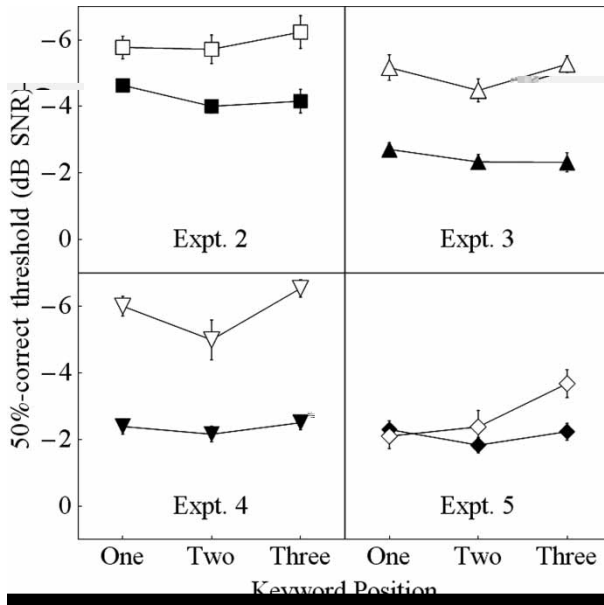 50%-correct threshold (dB SNR)
−6
−4
−2
0
Expt. 2
Expt. 3
−6
−4
−2
0
Expt. 4
Expt. 5
One Two Three One Two Three
Keyword Position